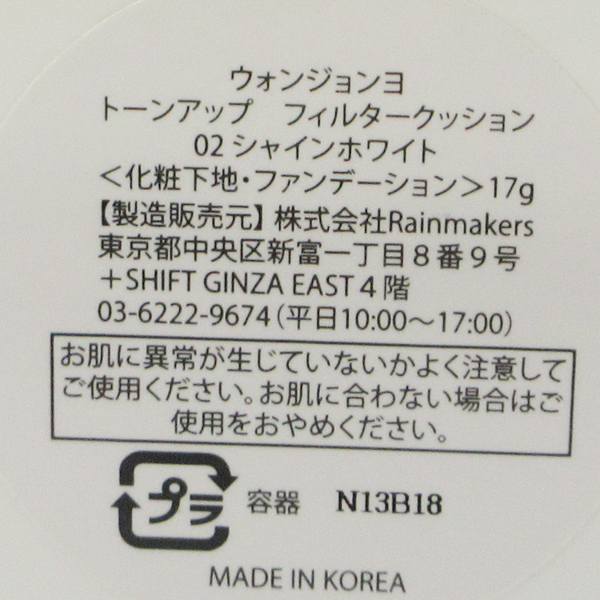 ウォンジョンヨ
トーンアップ　フィルタークッション
02 シャインホワイト
＜化粧下地・ファンデーション＞17g
【製造販売元】株式会社Rainmakers
東京都中央区新富一丁目８番９号
＋SHIFT GINZA EAST４階
03-6222-9674（平日10:00～17:00）
お肌に異常が生じていないかよく注意して
ご使用ください。お肌に合わない場合はご
使用をおやめください。
プラ 容器 N13B18
MADE IN KOREA